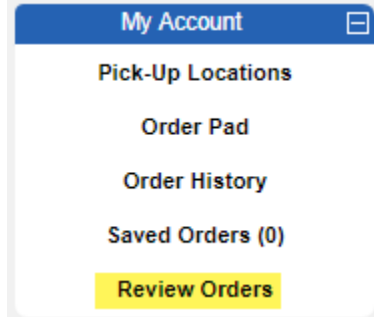 My Account
Pick-Up Locations
Order Pad
Order History
Saved Orders (0)
Review Orders